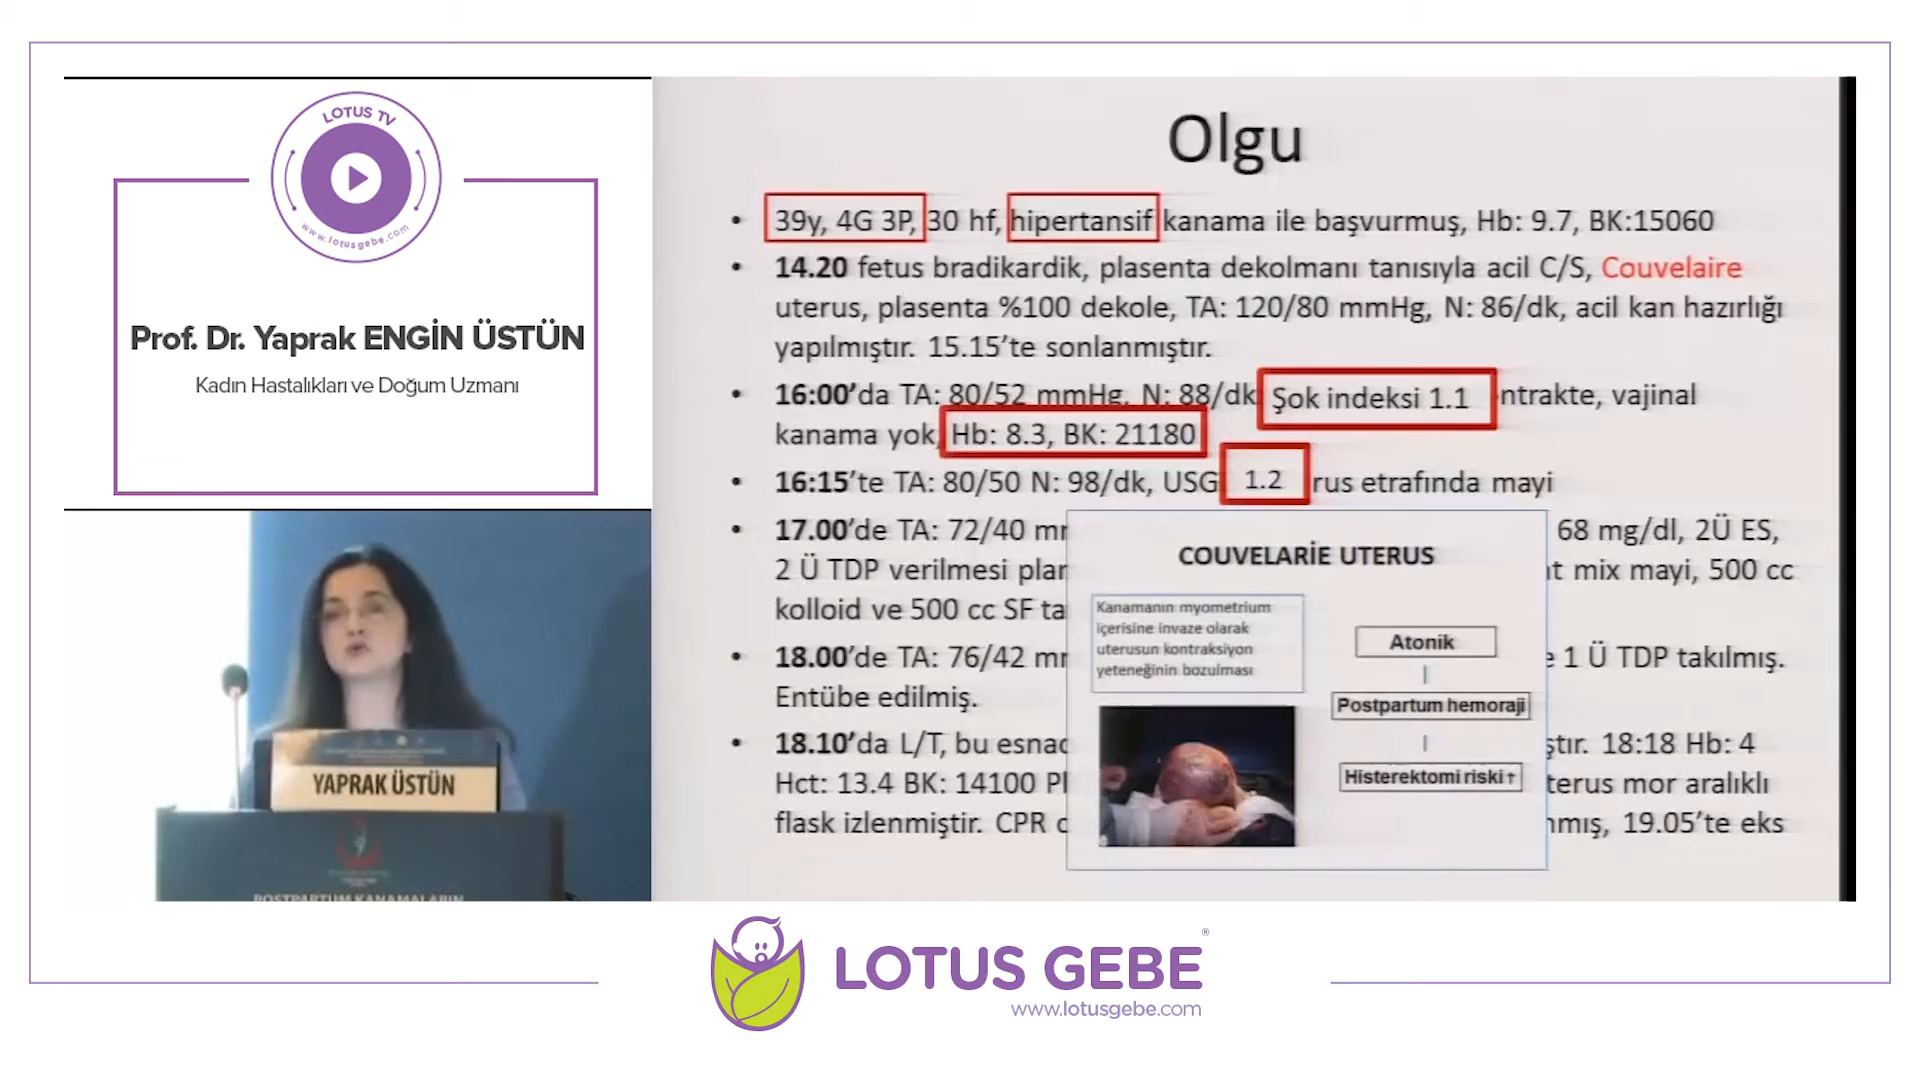 LOTUS TV
www.lotusgebe.com
Prof. Dr. Yaprak ENGİN ÜSTÜN
Kadın Hastalıkları ve Doğum Uzmanı
YAPRAK ÜSTÜN
POSTPARTUM KANAMALARIN
Olgu
• 39y, 4G 3P, 30 hf, hipertansif kanama ile başvurmuş, Hb: 9.7, BK:15060
• 14.20 fetus bradikardik, plasenta dekolmanı tanısıyla acil C/S, Couvelaire
uterus, plasenta %100 dekole, TA: 120/80 mmHg, N: 86/dk, acil kan hazırlığı
yapılmıştır. 15.15’te sonlanmıştır.
• 16:00’da TA: 80/52 mmHg, N: 88/dk Şok indeksi 1.1 ntrakte, vajinal
kanama yok, Hb: 8.3, BK: 21180
• 16:15’te TA: 80/50 N: 98/dk, USG 1.2 rus etrafında mayi
• 17.00’de TA: 72/40 68 mg/dl, 2Ü ES,
2 Ü TDP verilmesi mix mayi, 500 cc
kolloid ve 500 cc SF
• 18.00’de TA: 76/42 1 Ü TDP takılmış.
Entübe edilmiş.
• 18.10’da L/T, bu 18:18 Hb: 4
Hct: 13.4 BK: 14100 terus mor aralıklı
flask izlenmiştir. CPR 19.05’te eks
COUVELARİE UTERUS
Kanamanın myometrium
içerisine invaze olarak
uterusun kontraksiyon
yeteneğinin bozulması
Atonik
Postpartum hemoraji
Histerektomi riski↑
LOTUS GEBE®
www.lotusgebe.com